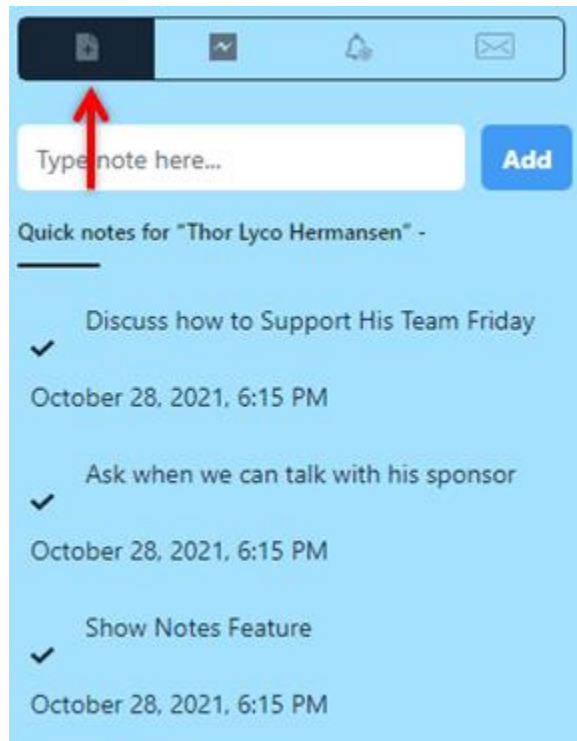 Type note here...
Add
Quick notes for "Thor Lyco Hermansen" -
Discuss how to Support His Team Friday
October 28, 2021, 6:15 PM
Ask when we can talk with his sponsor
October 28, 2021, 6:15 PM
Show Notes Feature
October 28, 2021, 6:15 PM